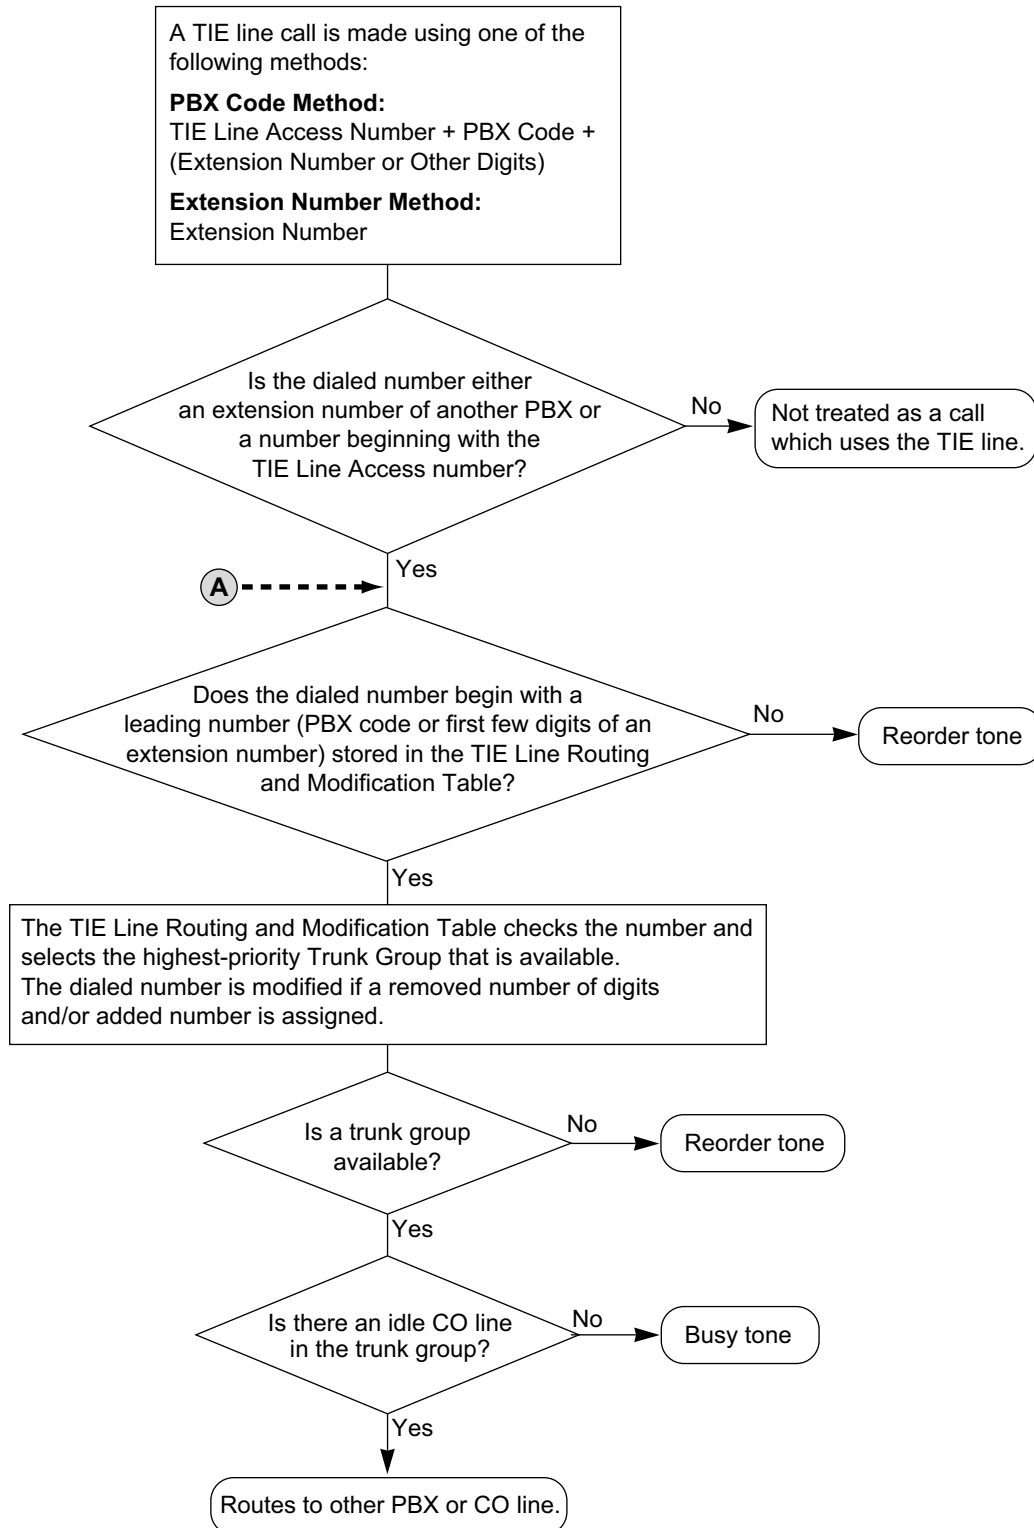 A TIE line call is made using one of the
following methods:
PBX Code Method:
TIE Line Access Number + PBX Code +
(Extension Number or Other Digits)
Extension Number Method:
Extension Number
Is the dialed number either
an extension number of another PBX or
a number beginning with the
TIE Line Access number?
No
Not treated as a call
which uses the TIE line.
Yes
A
Does the dialed number begin with a
leading number (PBX code or first few digits of an
extension number) stored in the TIE Line Routing
and Modification Table?
No
Reorder tone
Yes
The TIE Line Routing and Modification Table checks the number and
selects the highest-priority Trunk Group that is available.
The dialed number is modified if a removed number of digits
and/or added number is assigned.
Is a trunk group
available?
No
Reorder tone
Yes
Is there an idle CO line
in the trunk group?
No
Busy tone
Yes
Routes to other PBX or CO line.